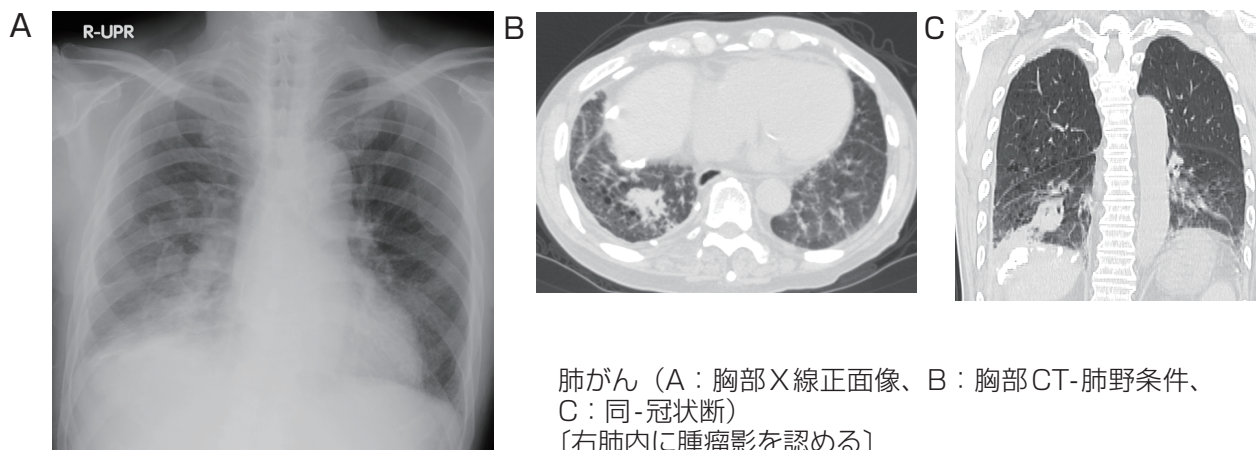 A
R-UPR
B
C
肺がん（A：胸部X線正面像、B：胸部CT-肺野条件、
C：同-冠状断）
〔右肺内に腫瘤影を認める〕